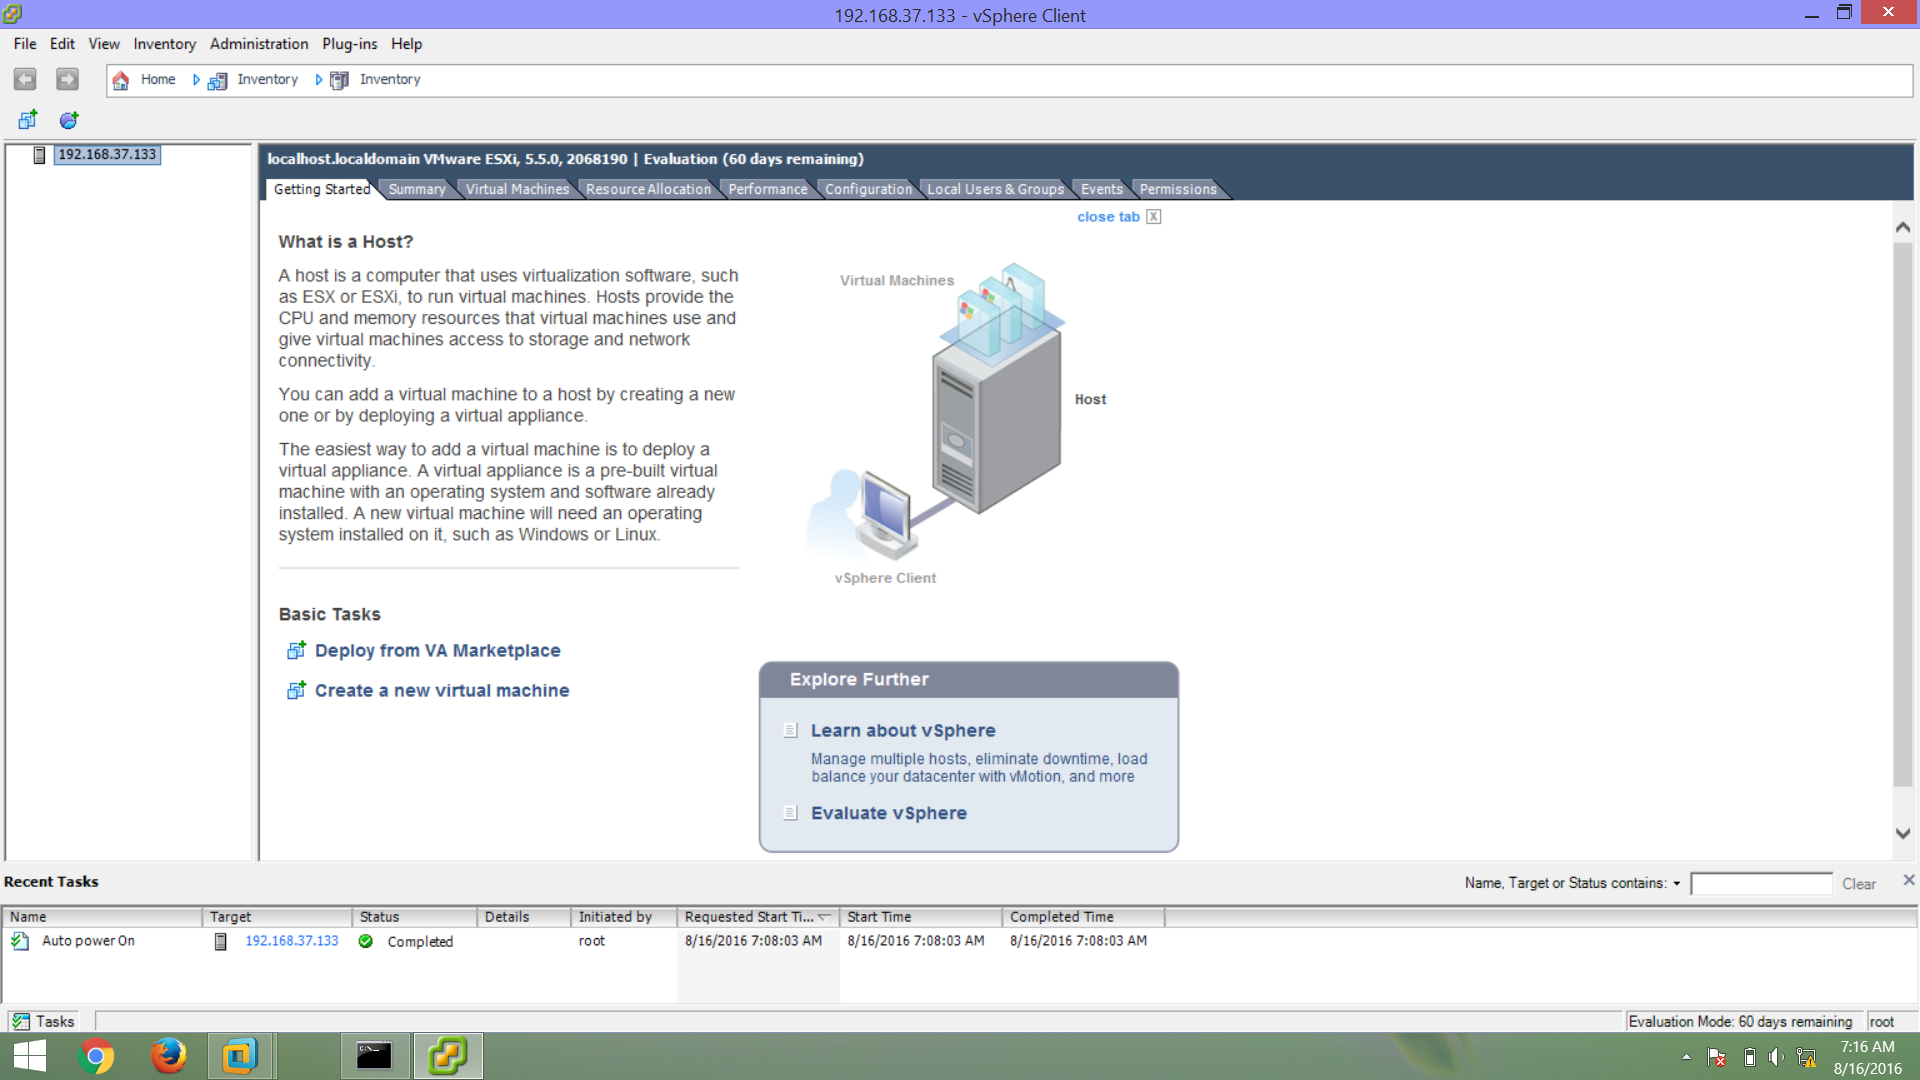 192.168.37.133 - vSphere Client
File Edit View Inventory Administration Plug-ins Help
Home Inventory Inventory
192.168.37.133
localhost.localdomain VMware ESXi, 5.5.0, 2068190 | Evaluation (60 days remaining)
Getting Started Summary Virtual Machines Resource Allocation Performance Configuration Local Users & Groups Events Permissions
close tab X
What is a Host?
A host is a computer that uses virtualization software, such
as ESX or ESXi, to run virtual machines. Hosts provide the
CPU and memory resources that virtual machines use and
give virtual machines access to storage and network
connectivity.
You can add a virtual machine to a host by creating a new
one or by deploying a virtual appliance.
The easiest way to add a virtual machine is to deploy a
virtual appliance. A virtual appliance is a pre-built virtual
machine with an operating system and software already
installed. A new virtual machine will need an operating
system installed on it, such as Windows or Linux.
Virtual Machines
Host
vSphere Client
Basic Tasks
Deploy from VA Marketplace
Create a new virtual machine
Explore Further
Learn about vSphere
Manage multiple hosts, eliminate downtime, load
balance your datacenter with vMotion, and more
Evaluate vSphere
Recent Tasks
Name, Target or Status contains: Clear
Name Target Status Details Initiated by Requested Start Ti... Start Time Completed Time
Auto power On 192.168.37.133 Completed root 8/16/2016 7:08:03 AM 8/16/2016 7:08:03 AM 8/16/2016 7:08:03 AM
Tasks
Evaluation Mode: 60 days remaining root
7:16 AM
8/16/2016